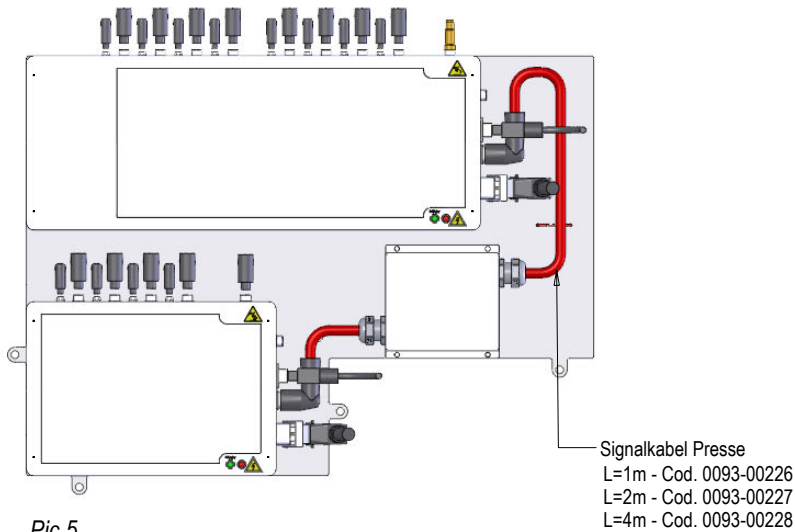 Signalkabel Presse
L=1m - Cod. 0093-00226
L=2m - Cod. 0093-00227
L=4m - Cod. 0093-00228
Pic.5